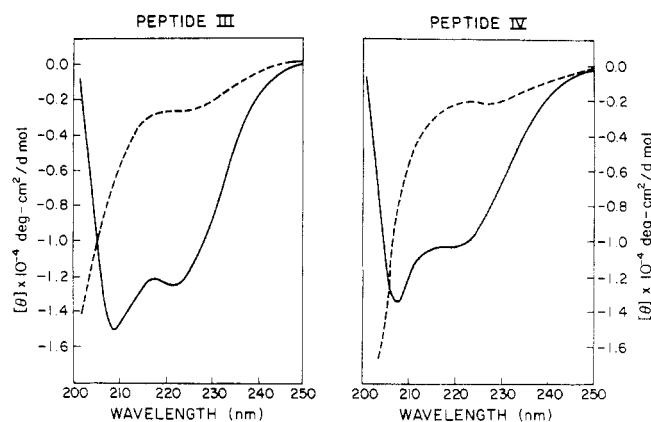 PEPTIDE III
[θ] x 10⁻⁴ deg-cm²/d mol
0.0
-0.2
-0.4
-0.6
-0.8
-1.0
-1.2
-1.4
-1.6
200 210 220 230 240 250
WAVELENGTH (nm)
PEPTIDE IV
0.0
-0.2
-0.4
-0.6
-0.8
-1.0
-1.2
-1.4
-1.6
[θ] x 10⁻⁴ deg-cm²/d mol
200 210 220 230 240 250
WAVELENGTH (nm)